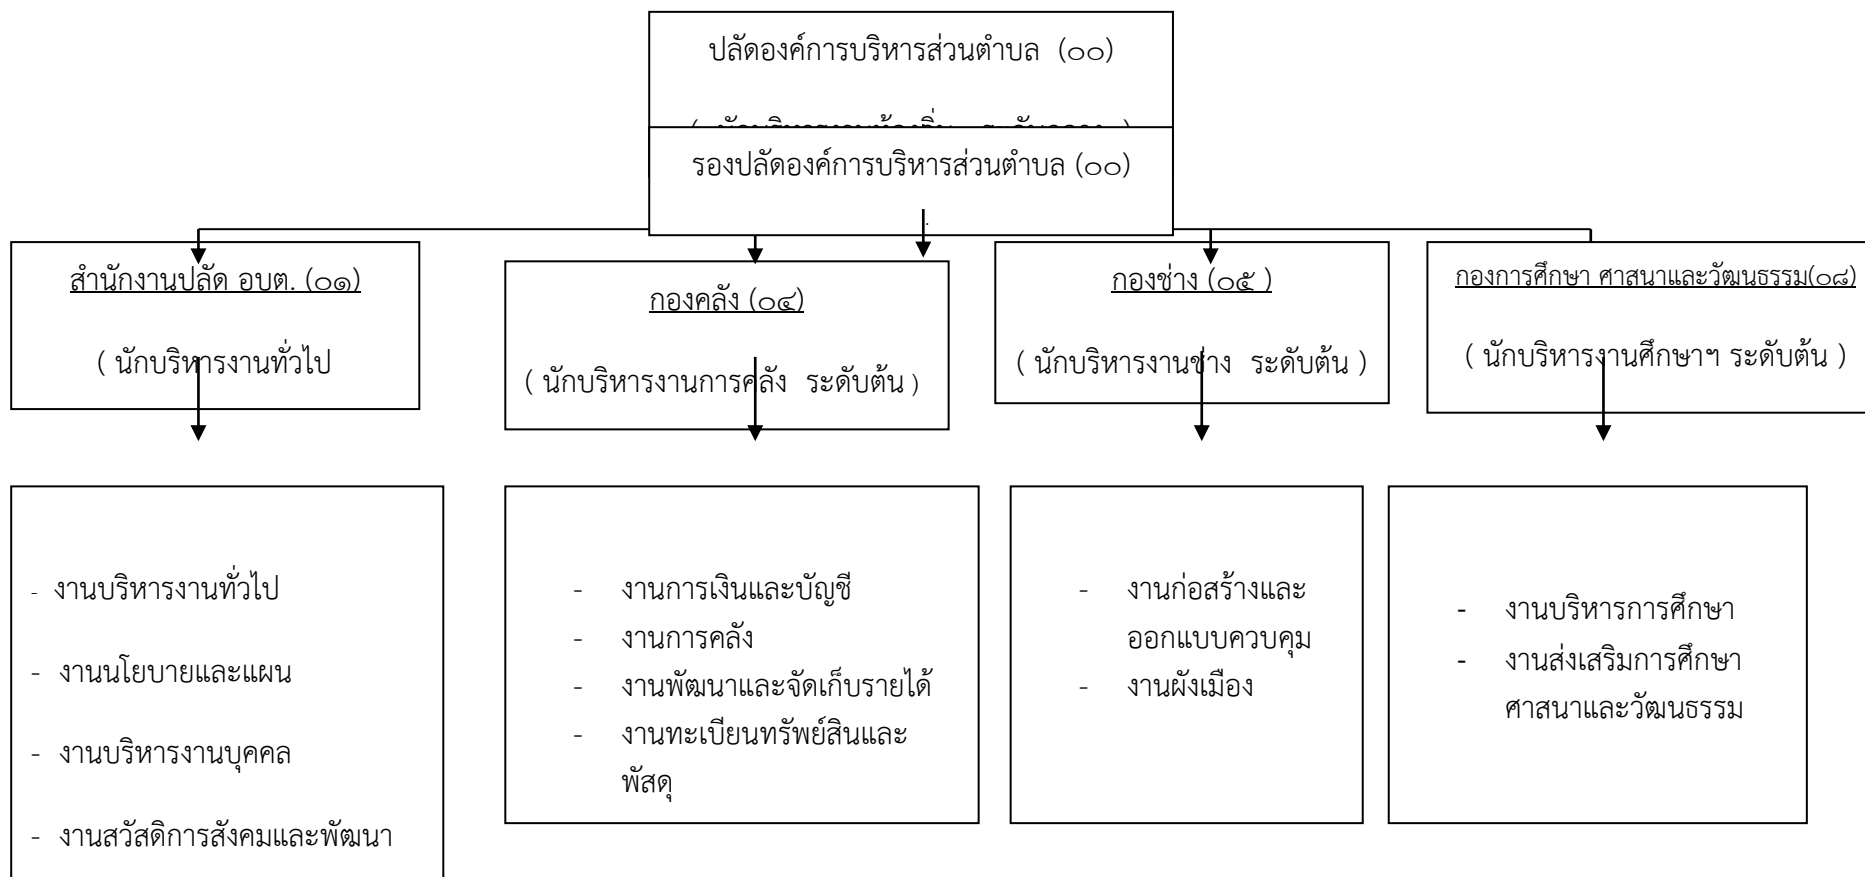 ปลัดองค์การบริหารส่วนตำบล (๐๐)
รองปลัดองค์การบริหารส่วนตำบล (๐๐)
สำนักงานปลัด อบต. (๐๑)
( นักบริหารงานทั่วไป
กองคลัง (๐๔)
( นักบริหารงานการคลัง ระดับต้น )
กองช่าง (๐๕ )
( นักบริหารงานช่าง ระดับต้น )
กองการศึกษา ศาสนาและวัฒนธรรม(๐๘)
( นักบริหารงานศึกษาฯ ระดับต้น )
- งานบริหารงานทั่วไป
- งานนโยบายและแผน
- งานบริหารงานบุคคล
- งานสวัสดิการสังคมและพัฒนา
- งานการเงินและบัญชี
- งานการคลัง
- งานพัฒนาและจัดเก็บรายได้
- งานทะเบียนทรัพย์สินและ
พัสดุ
- งานก่อสร้างและ
ออกแบบควบคุม
- งานผังเมือง
- งานบริหารการศึกษา
- งานส่งเสริมการศึกษา
ศาสนาและวัฒนธรรม